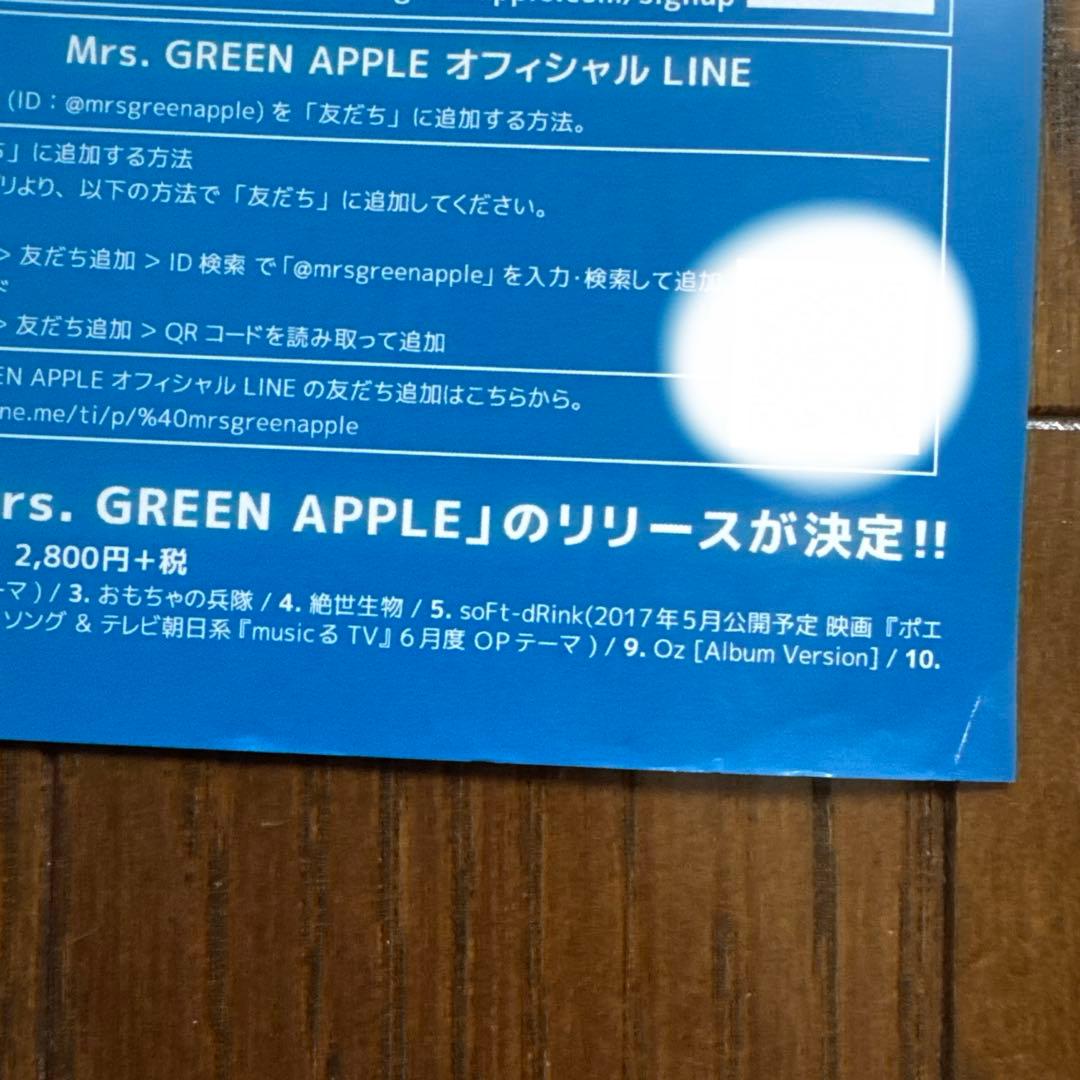 apple.com/signup
Mrs. GREEN APPLE オフィシャル LINE
(ID：@mrsgreenapple) を「友だち」に追加する方法。
」に追加する方法
リより、以下の方法で「友だち」に追加してください。
> 友だち追加 > ID 検索 で「@mrsgreenapple」を入力・検索して追加
ド
> 友だち追加 > QR コードを読み取って追加
EN APPLE オフィシャル LINE の友だち追加はこちらから。
ne.me/ti/p/%40mrsgreenapple
rs. GREEN APPLE」のリリースが決定!!
2,800円＋税
ーマ ) / 3. おもちゃの兵隊 / 4. 絶世生物 / 5. soFt-dRink(2017年5月公開予定 映画『ポエ
ソング & テレビ朝日系『musicる TV』6月度 OPテーマ ) / 9. Oz [Album Version] / 10.